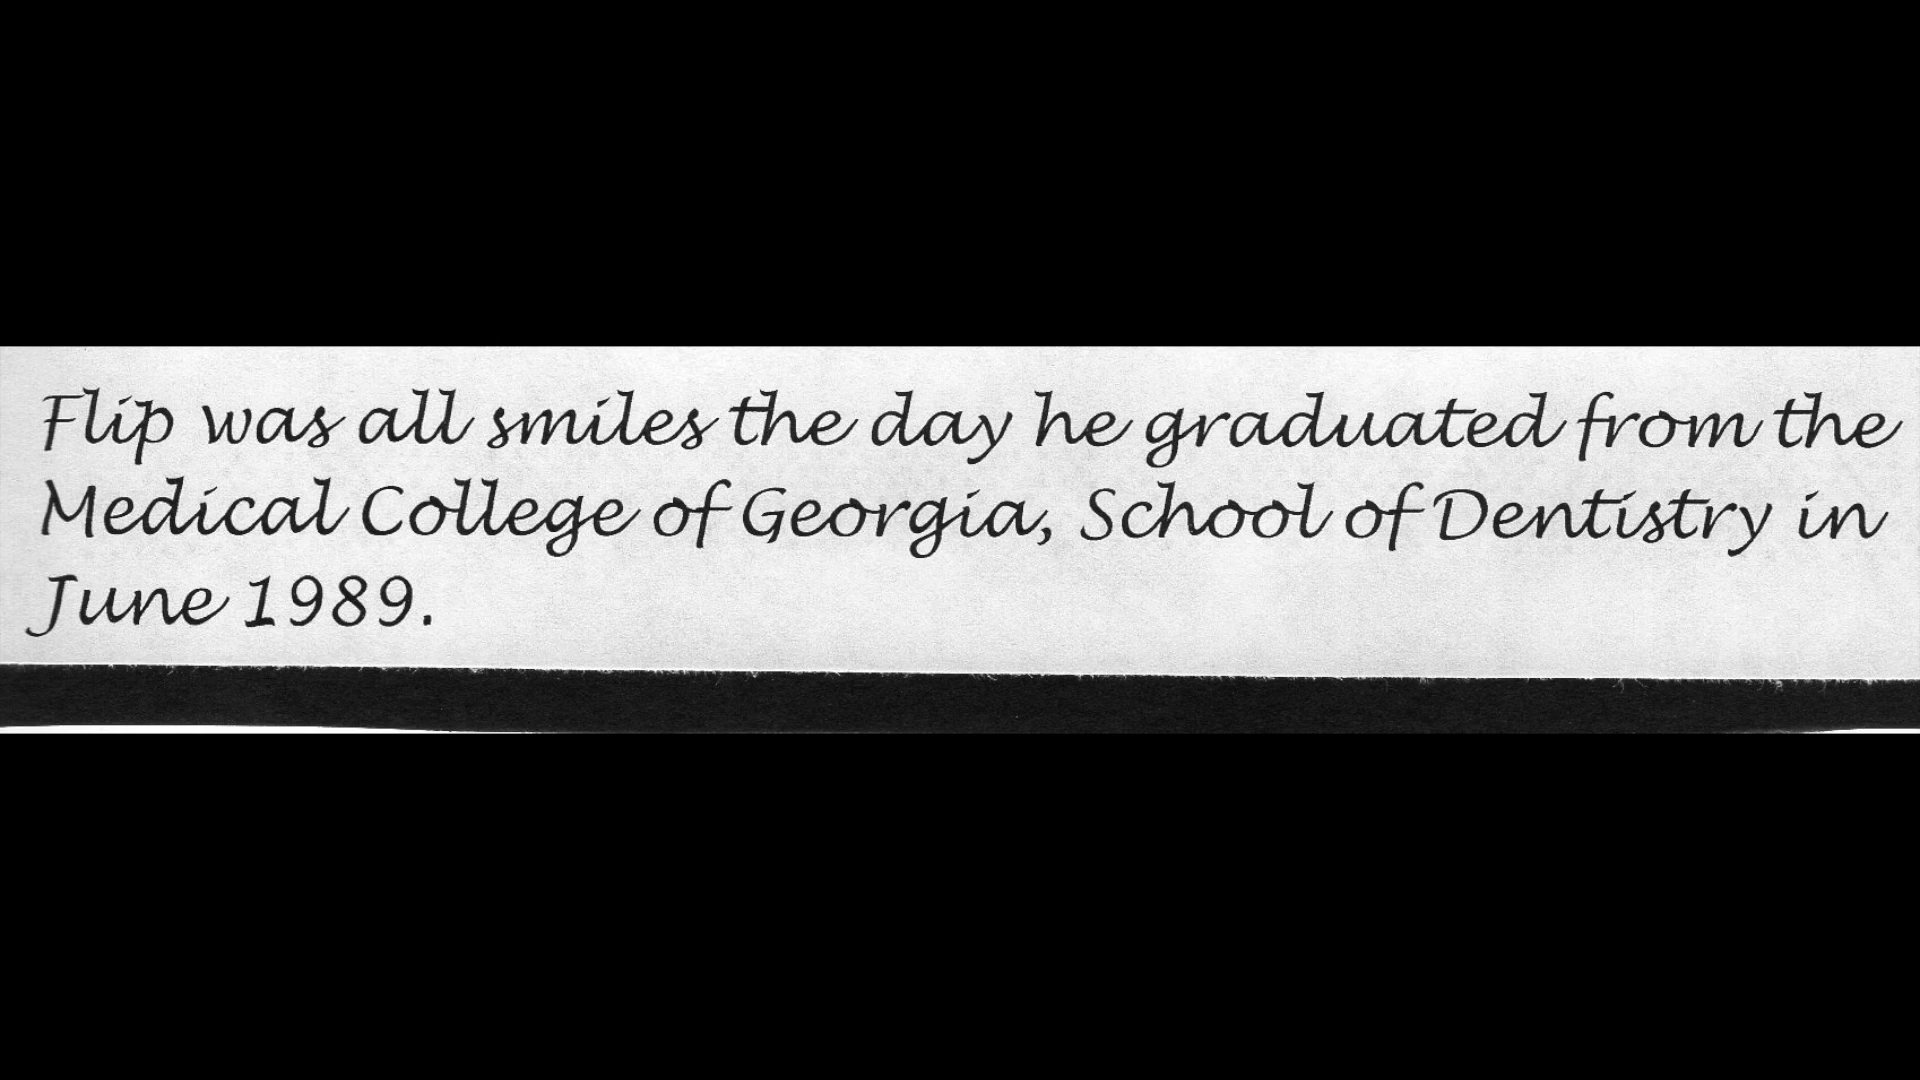 Flip was all smiles the day he graduated from the
Medical College of Georgia, School of Dentistry in
June 1989.